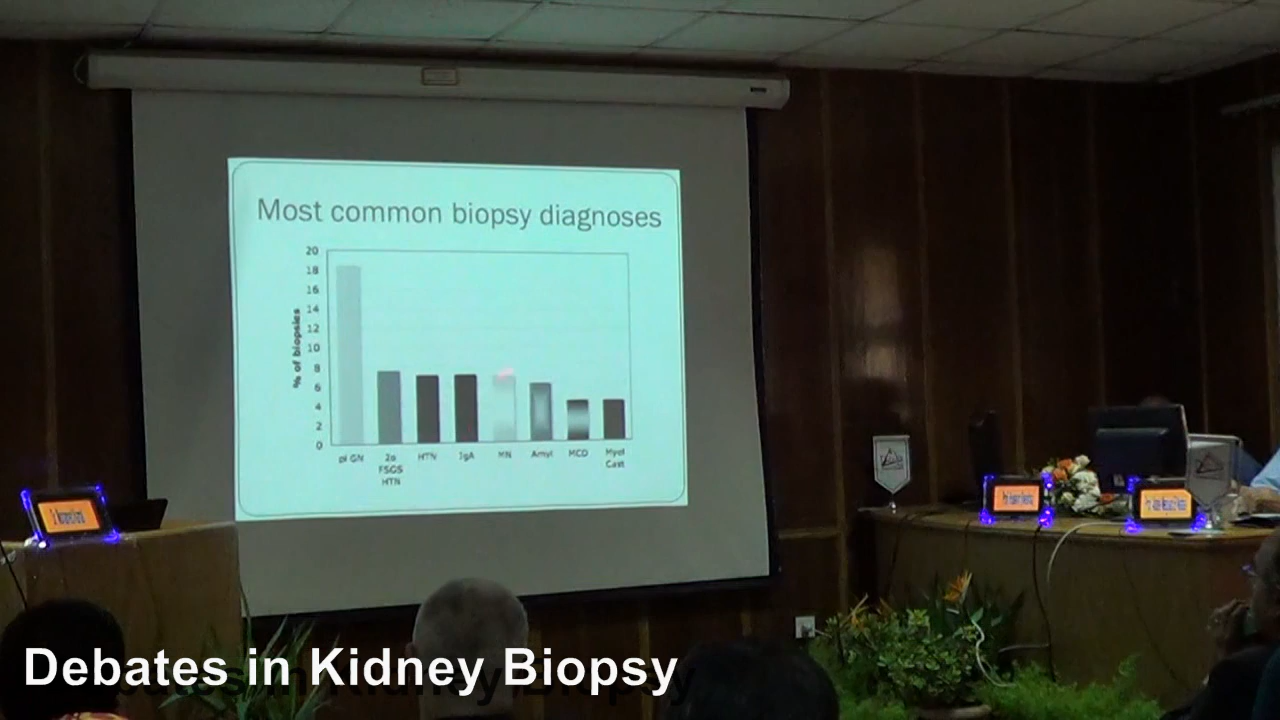 Most common biopsy diagnoses
20
18
16
14
12
10
8
6
4
2
0
% of biopsies
pi GN
2o
FSGS
HTN
HTN
IgA
MN
Amyl
MCD
Myel
Cast
Debates in Kidney Biopsy